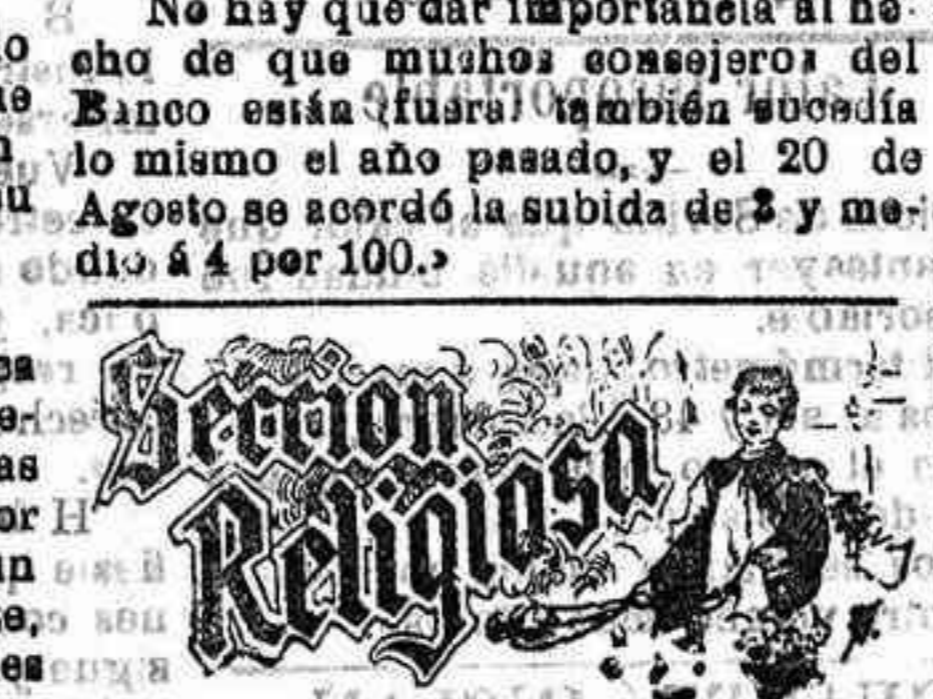 No hay que dar importancia al he-
cho de que muchos consejeros del
Banco están fuera; también sucedía
lo mismo el año pasado, y el 20 de
Agosto se acordó la subida de 3 y me-
dio á 4 por 100.»
Sección
Religiosa